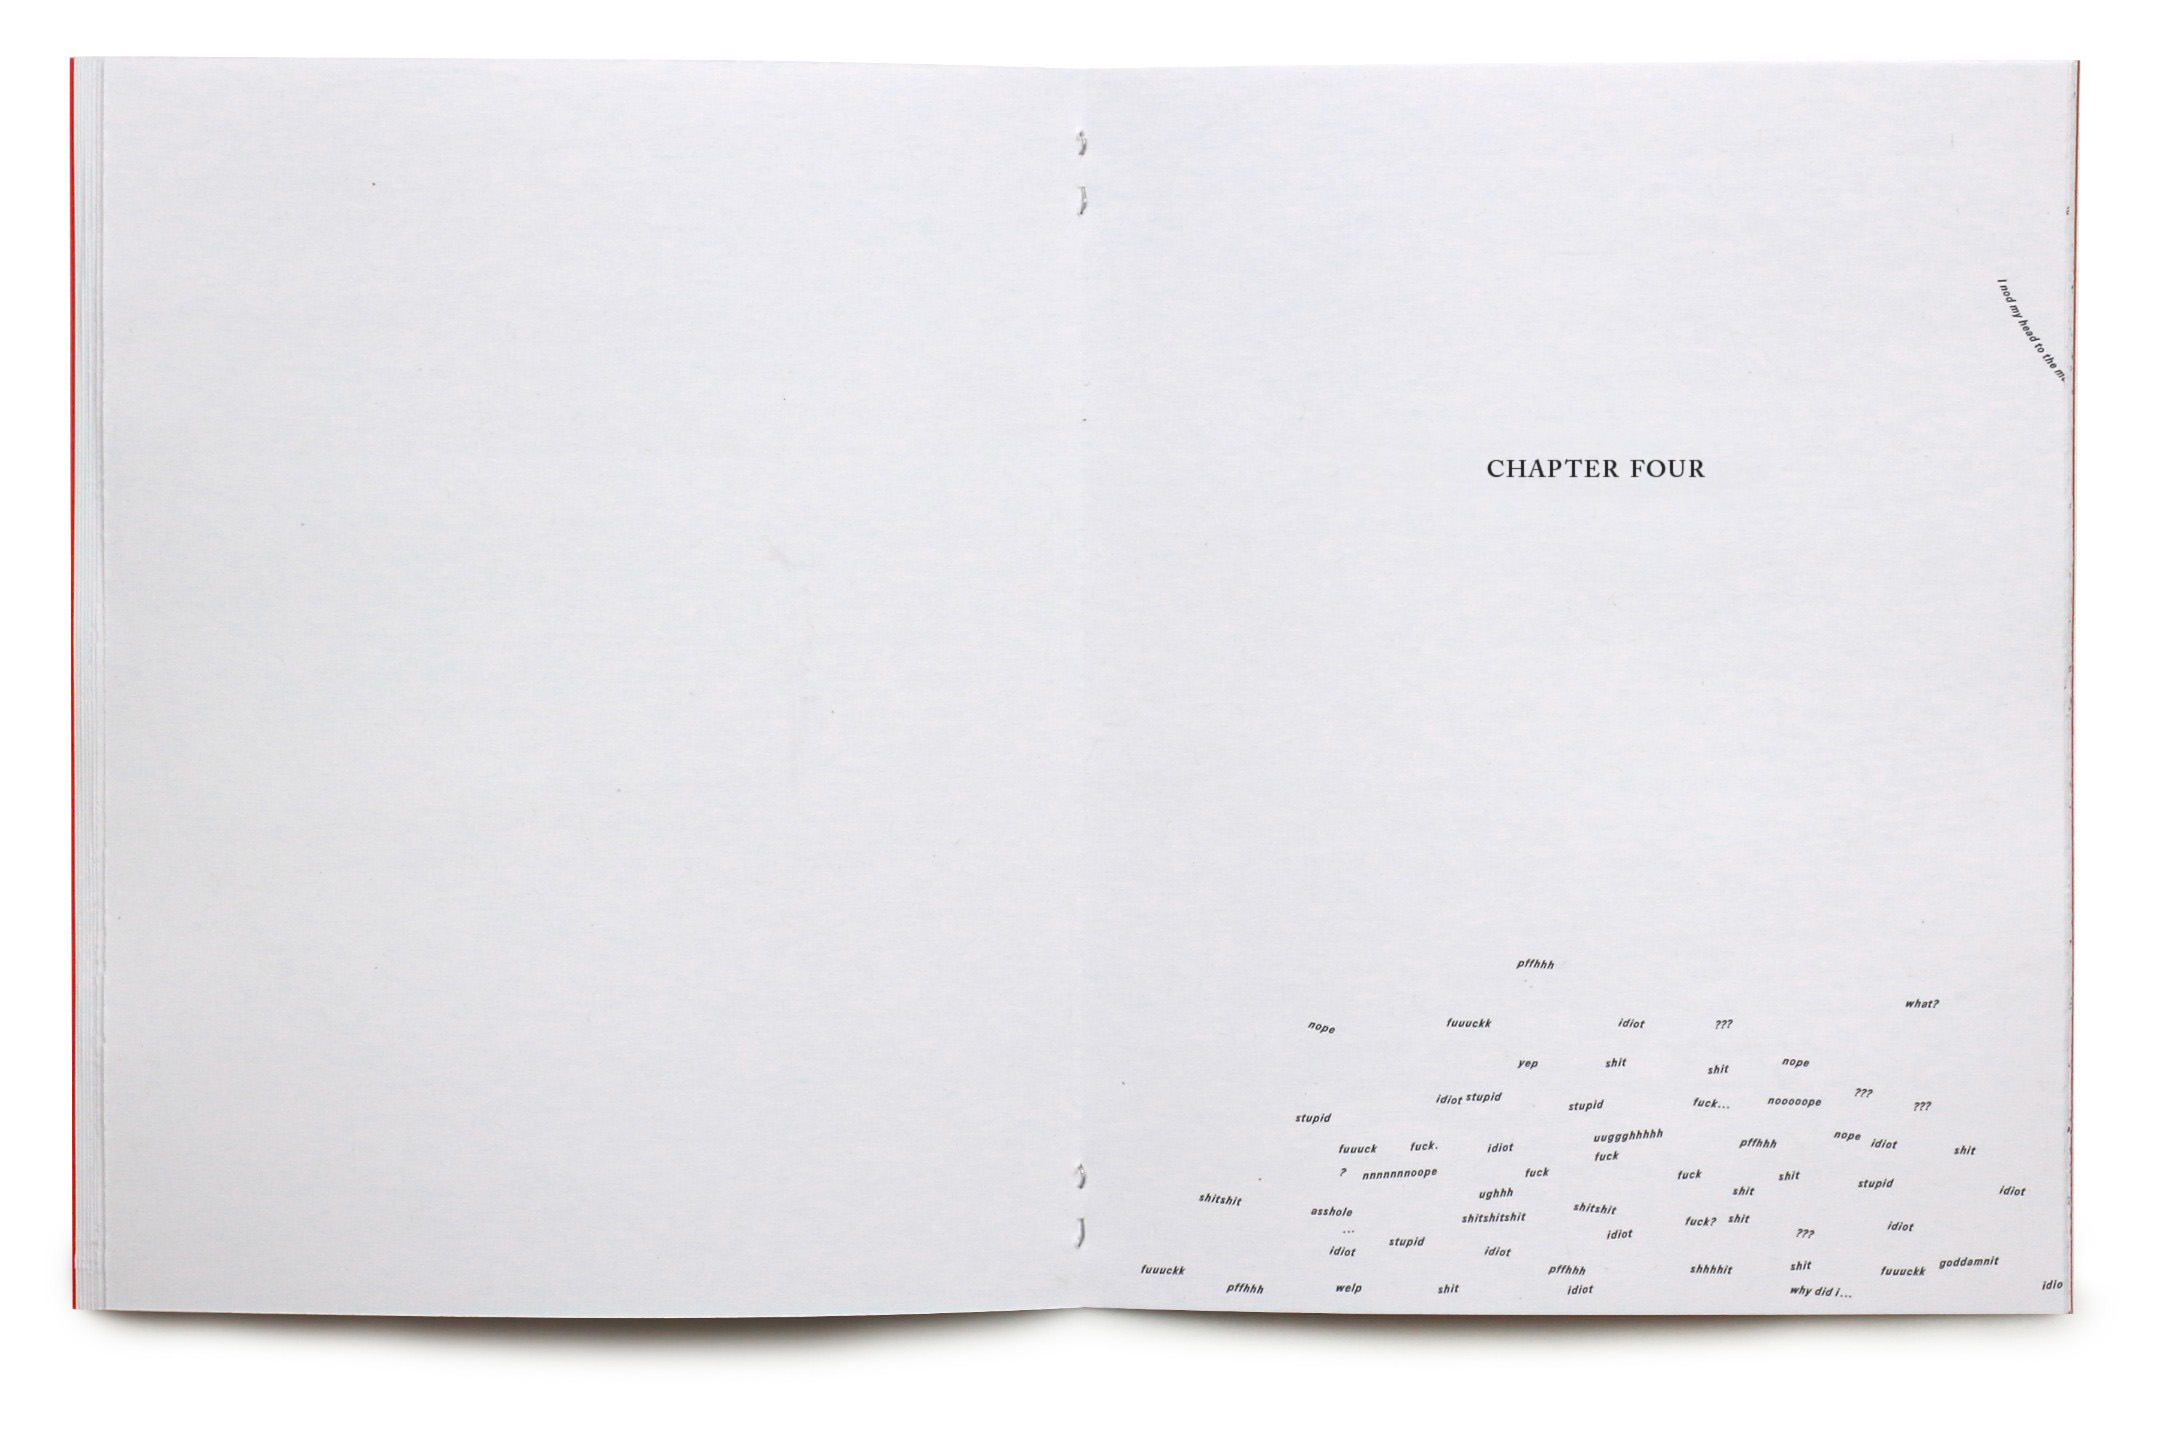 I nod my head to the
CHAPTER FOUR
pffhhh
what?
nope fuuuckk idiot ???
yep shit shit nope
idiot stupid stupid fuck... nooooope ??? ???
stupid
fuuuck fuck. idiot uuggghhhhh pffhhh nope idiot shit
fuck
? nnnnnnnoope fuck fuck shit stupid
shitshit ughhh shit idiot
asshole shitshitshit shitshit fuck? shit idiot
... stupid idiot ???
idiot idiot
fuuuckk pffhhh shhhhit shit fuuuckk goddamnit
pffhhh welp shit idiot why did i... idio